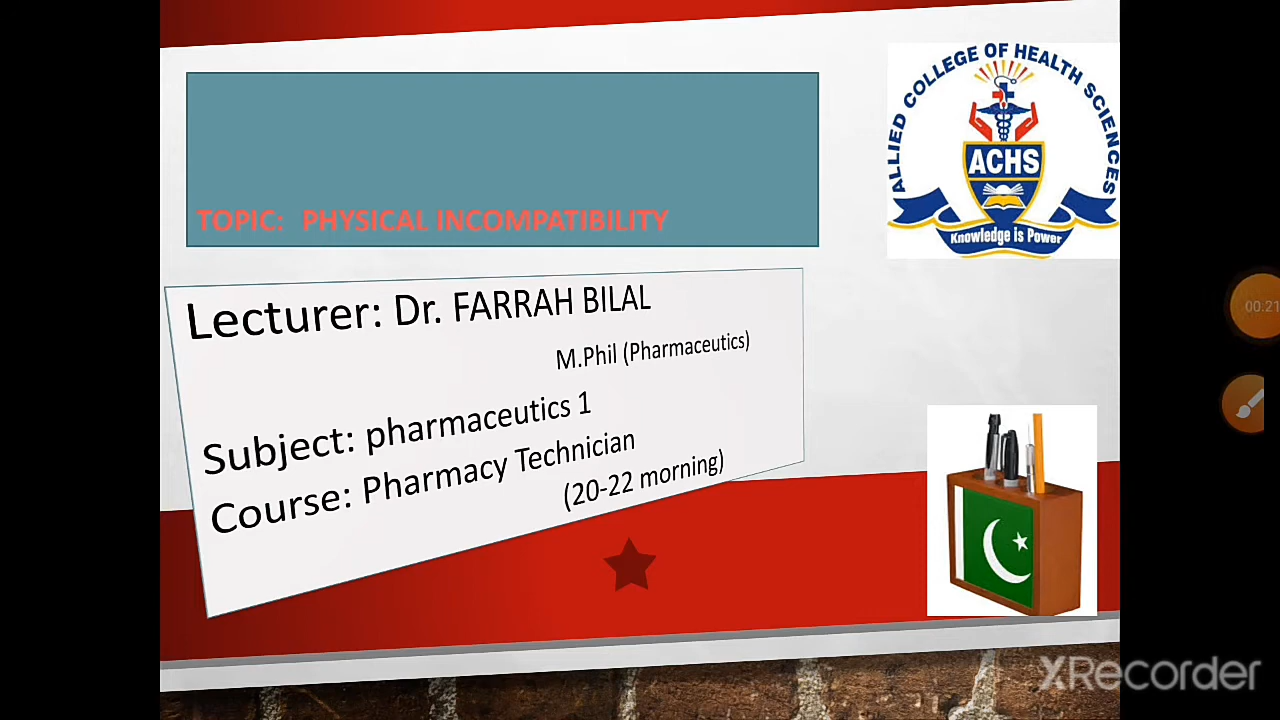 TOPIC: PHYSICAL INCOMPATIBILITY
Lecturer: Dr. FARRAH BILAL
M.Phil (Pharmaceutics)
Subject: pharmaceutics 1
Course: Pharmacy Technician
(20-22 morning)
ALLIED COLLEGE OF HEALTH SCIENCES
ACHS
Knowledge is Power
00:21
XRecorder